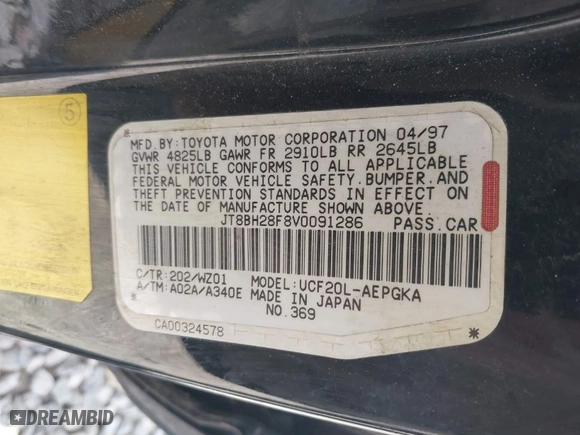 5
MFD. BY: TOYOTA MOTOR CORPORATION 04/97
GVWR 4825LB GAWR FR 2910LB RR 2645LB
THIS VEHICLE CONFORMS TO ALL APPLICABLE
FEDERAL MOTOR VEHICLE SAFETY, BUMPER, AND
THEFT PREVENTION STANDARDS IN EFFECT ON
THE DATE OF MANUFACTURE SHOWN ABOVE.
JT8BH28F8V0091286 PASS. CAR
C/TR: 202/WZ01 MODEL: UCF20L-AEPGKA
A/TM: A02A/A340E MADE IN JAPAN
NO. 369
CA00324578
DREAMBID